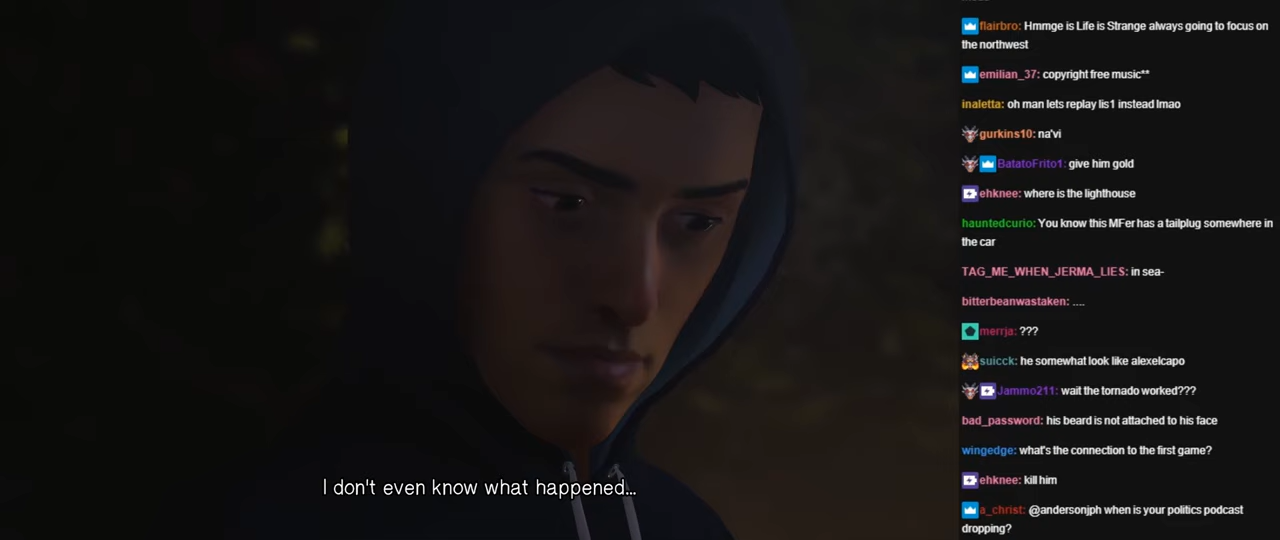 flairbro: Hmmge is Life is Strange always going to focus on
the northwest
emilian_37: copyright free music**
inaletta: oh man lets replay lis1 instead lmao
gurkins10: na'vi
BatatoFrito1: give him gold
ehknee: where is the lighthouse
hauntedcurio: You know this MFer has a tailplug somewhere in
the car
TAG_ME_WHEN_JERMA_LIES: in sea-
bitterbeanwastaken: ....
merrja: ???
suicck: he somewhat look like alexelcapo
Jammo211: wait the tornado worked???
bad_password: his beard is not attached to his face
wingedge: what's the connection to the first game?
ehknee: kill him
a_christ: @andersonjph when is your politics podcast
dropping?
I don't even know what happened...